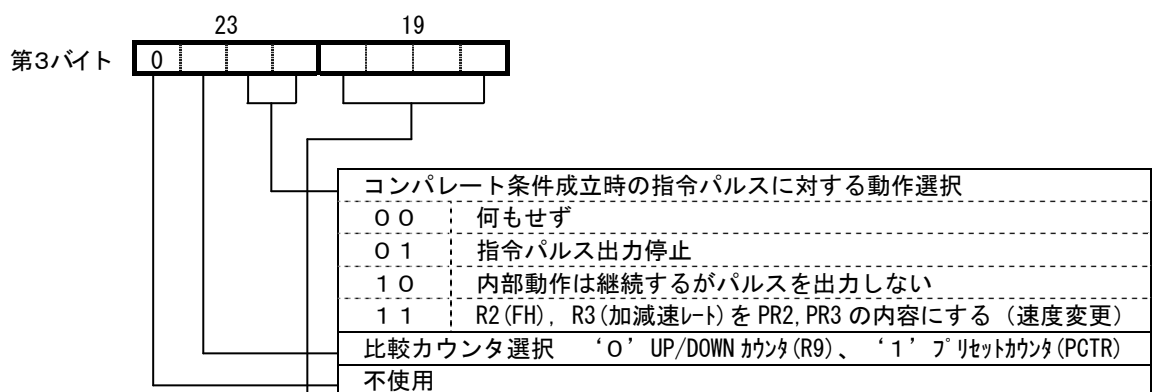 23 19
第3バイト 0
コンパレート条件成立時の指令パルスに対する動作選択
００ 何もせず
０１ 指令パルス出力停止
１０ 内部動作は継続するがパルスを出力しない
１１ R2(FH), R3(加減速ﾚｰﾄ)をPR2,PR3の内容にする（速度変更）
比較カウンタ選択 ‘０’ UP/DOWN ｶｳﾝﾀ(R9)、 ‘１’ ﾌﾟﾘｾｯﾄｶｳﾝﾀ(PCTR)
不使用